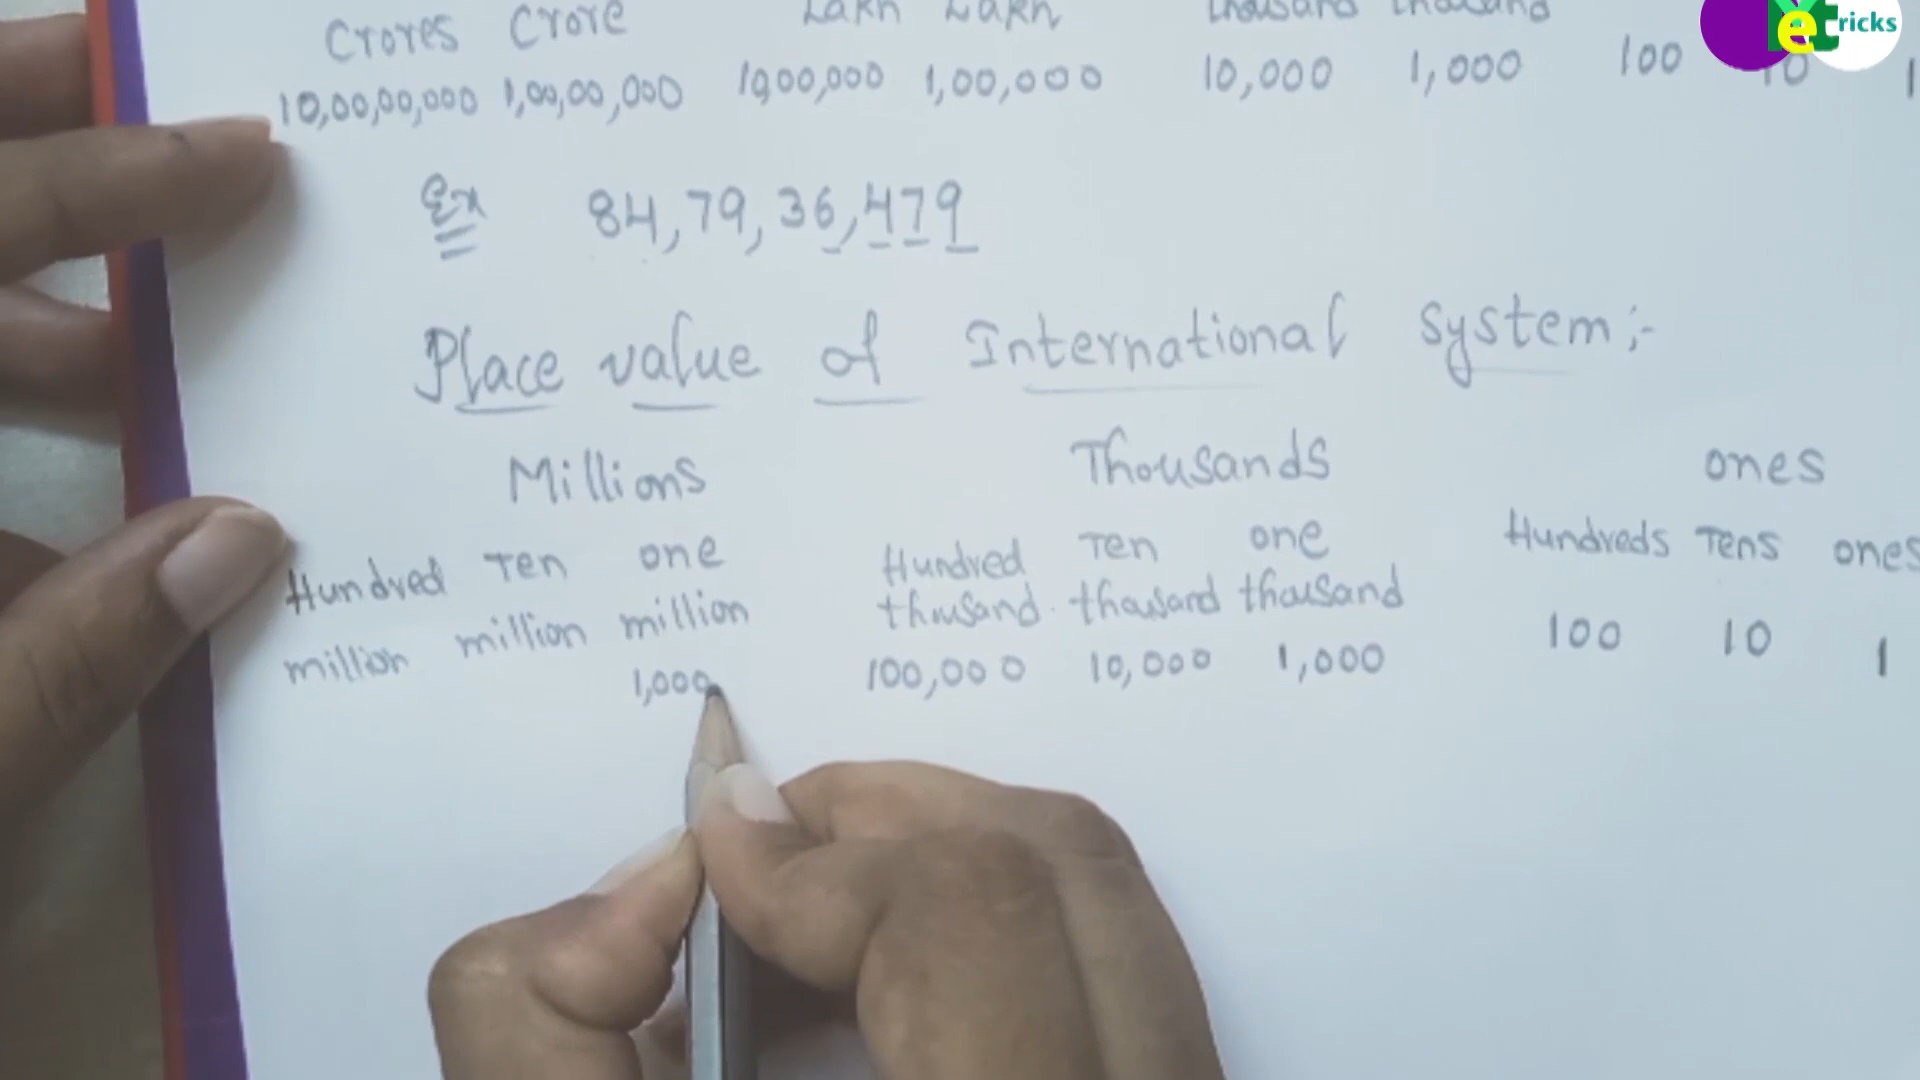 Crores Crore Lakh Lakh thousand thousand
10,00,00,000 1,00,00,000 10,00,000 1,00,000 10,000 1,000 100 10 1
Ex 84,79,36,479
Place value of International system :-
Millions Thousands ones
Hundred Ten one Hundred Ten one Hundreds Tens ones
million million million thousand thousand thousand
1,000 100,000 10,000 1,000 100 10 1
etricks